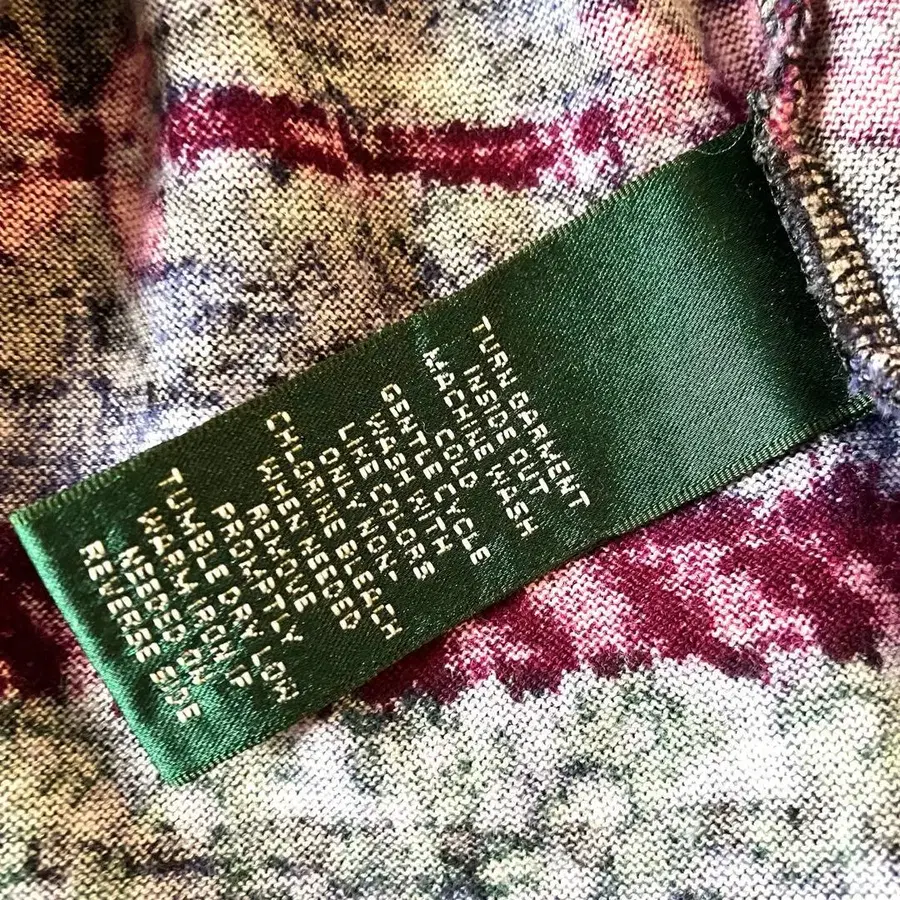 TURN GARMENT
INSIDE OUT
MACHINE WASH
COLD
GENTLE CYCLE
WASH WITH
LIKE COLORS
ONLY NON-
CHLORINE BLEACH
WHEN NEEDED
REMOVE
PROMPTLY
TUMBLE DRY LOW
WARM IRON IF
NEEDED ON
REVERSE SIDE